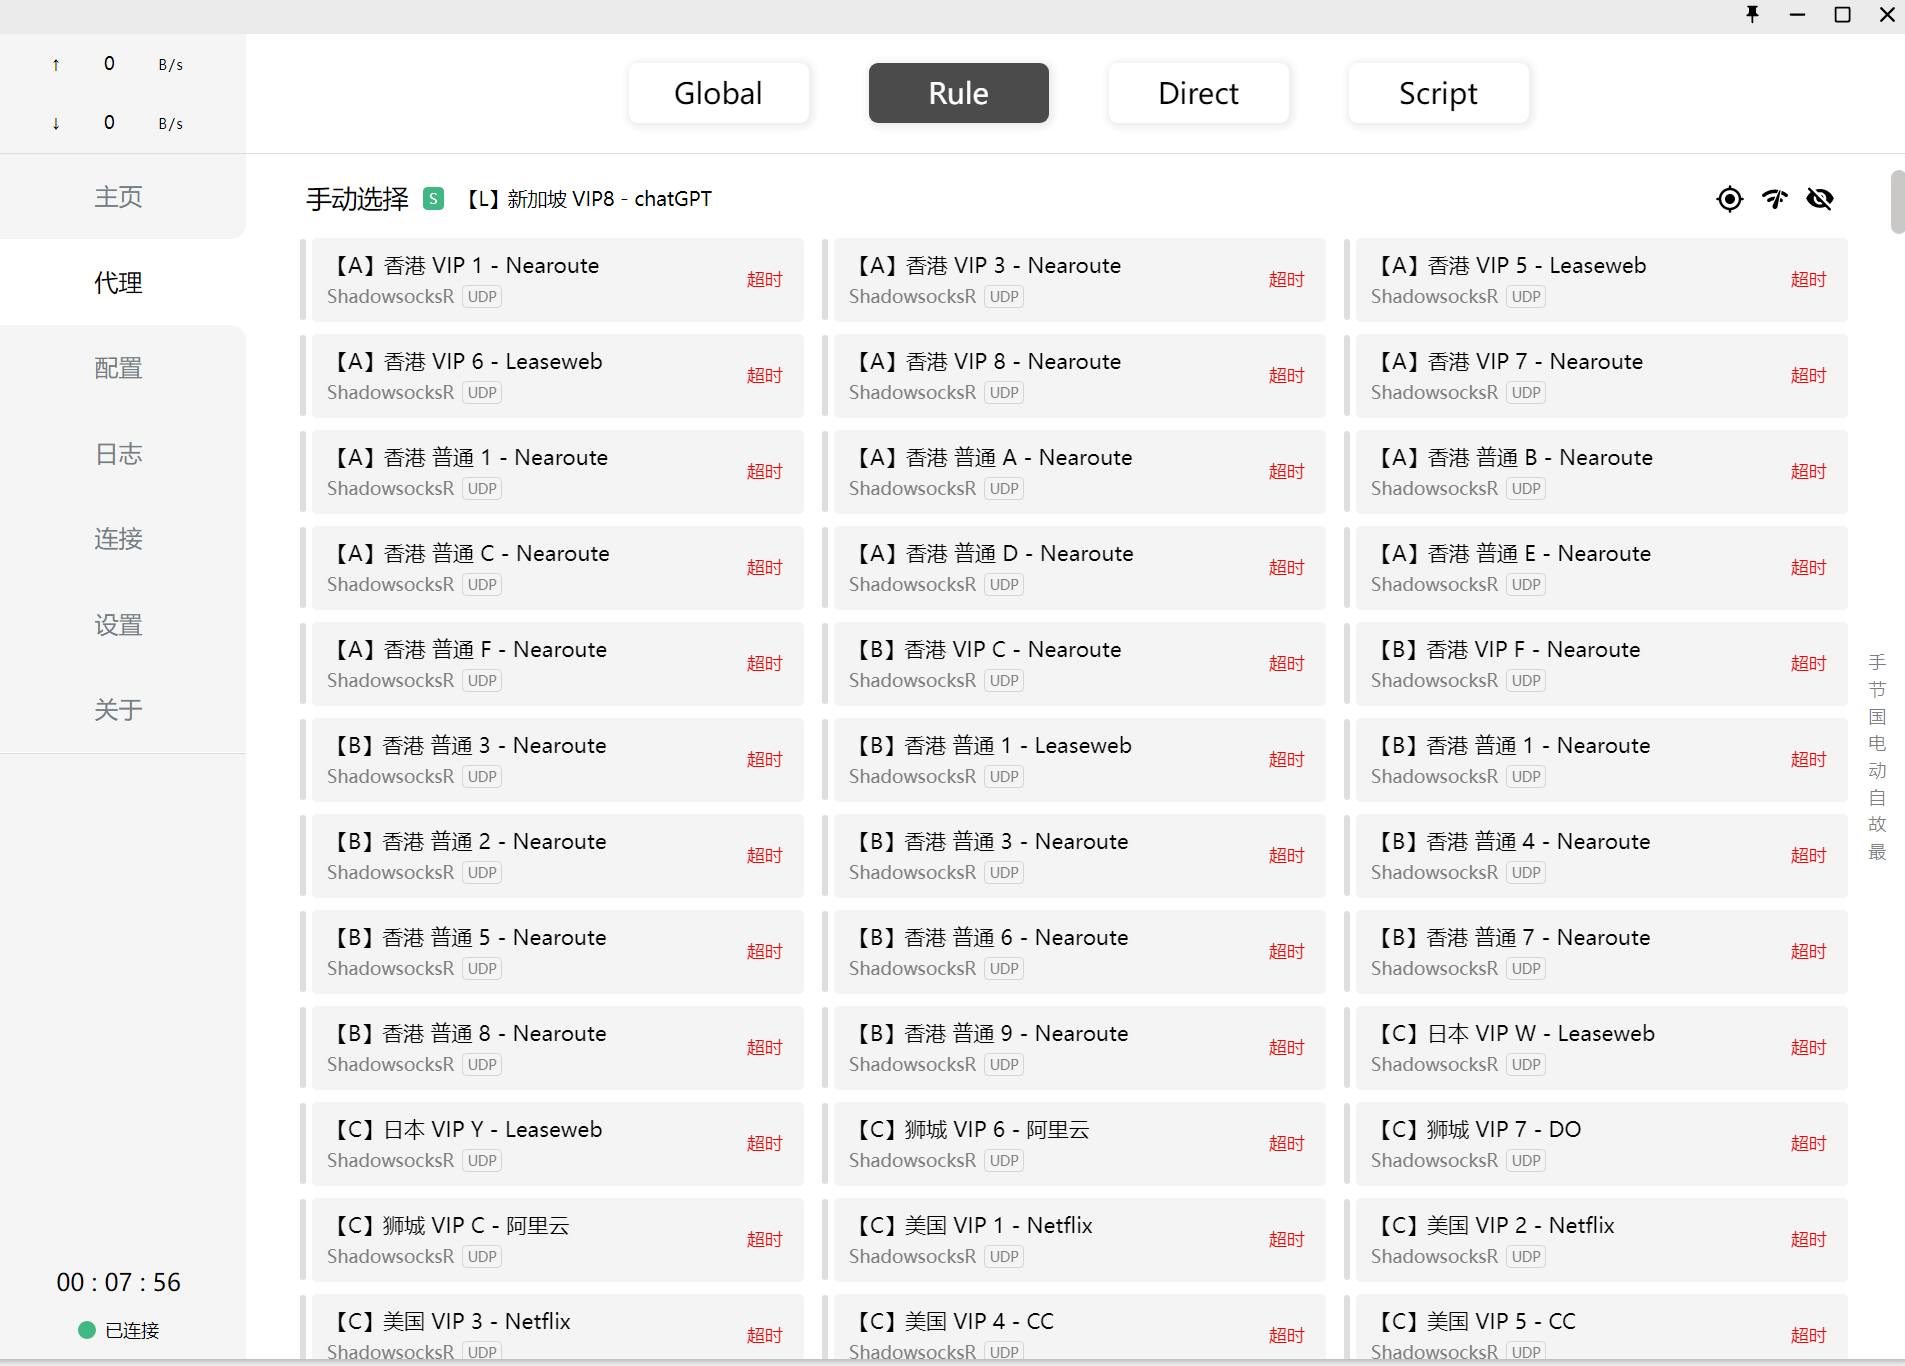 ↑ 0 B/s
↓ 0 B/s
主页
代理
配置
日志
连接
设置
关于
00 : 07 : 56
已连接
Global Rule Direct Script
手动选择 S 【L】新加坡 VIP8 - chatGPT
【A】香港 VIP 1 - Nearoute
ShadowsocksR UDP
超时
【A】香港 VIP 3 - Nearoute
ShadowsocksR UDP
超时
【A】香港 VIP 5 - Leaseweb
ShadowsocksR UDP
超时
【A】香港 VIP 6 - Leaseweb
ShadowsocksR UDP
超时
【A】香港 VIP 8 - Nearoute
ShadowsocksR UDP
超时
【A】香港 VIP 7 - Nearoute
ShadowsocksR UDP
超时
【A】香港 普通 1 - Nearoute
ShadowsocksR UDP
超时
【A】香港 普通 A - Nearoute
ShadowsocksR UDP
超时
【A】香港 普通 B - Nearoute
ShadowsocksR UDP
超时
【A】香港 普通 C - Nearoute
ShadowsocksR UDP
超时
【A】香港 普通 D - Nearoute
ShadowsocksR UDP
超时
【A】香港 普通 E - Nearoute
ShadowsocksR UDP
超时
【A】香港 普通 F - Nearoute
ShadowsocksR UDP
超时
【B】香港 VIP C - Nearoute
ShadowsocksR UDP
超时
【B】香港 VIP F - Nearoute
ShadowsocksR UDP
超时
【B】香港 普通 3 - Nearoute
ShadowsocksR UDP
超时
【B】香港 普通 1 - Leaseweb
ShadowsocksR UDP
超时
【B】香港 普通 1 - Nearoute
ShadowsocksR UDP
超时
【B】香港 普通 2 - Nearoute
ShadowsocksR UDP
超时
【B】香港 普通 3 - Nearoute
ShadowsocksR UDP
超时
【B】香港 普通 4 - Nearoute
ShadowsocksR UDP
超时
【B】香港 普通 5 - Nearoute
ShadowsocksR UDP
超时
【B】香港 普通 6 - Nearoute
ShadowsocksR UDP
超时
【B】香港 普通 7 - Nearoute
ShadowsocksR UDP
超时
【B】香港 普通 8 - Nearoute
ShadowsocksR UDP
超时
【B】香港 普通 9 - Nearoute
ShadowsocksR UDP
超时
【C】日本 VIP W - Leaseweb
ShadowsocksR UDP
超时
【C】日本 VIP Y - Leaseweb
ShadowsocksR UDP
超时
【C】狮城 VIP 6 - 阿里云
ShadowsocksR UDP
超时
【C】狮城 VIP 7 - DO
ShadowsocksR UDP
超时
【C】狮城 VIP C - 阿里云
ShadowsocksR UDP
超时
【C】美国 VIP 1 - Netflix
ShadowsocksR UDP
超时
【C】美国 VIP 2 - Netflix
ShadowsocksR UDP
超时
【C】美国 VIP 3 - Netflix
ShadowsocksR UDP
超时
【C】美国 VIP 4 - CC
ShadowsocksR UDP
超时
【C】美国 VIP 5 - CC
ShadowsocksR UDP
超时
手
节
国
电
动
自
故
最